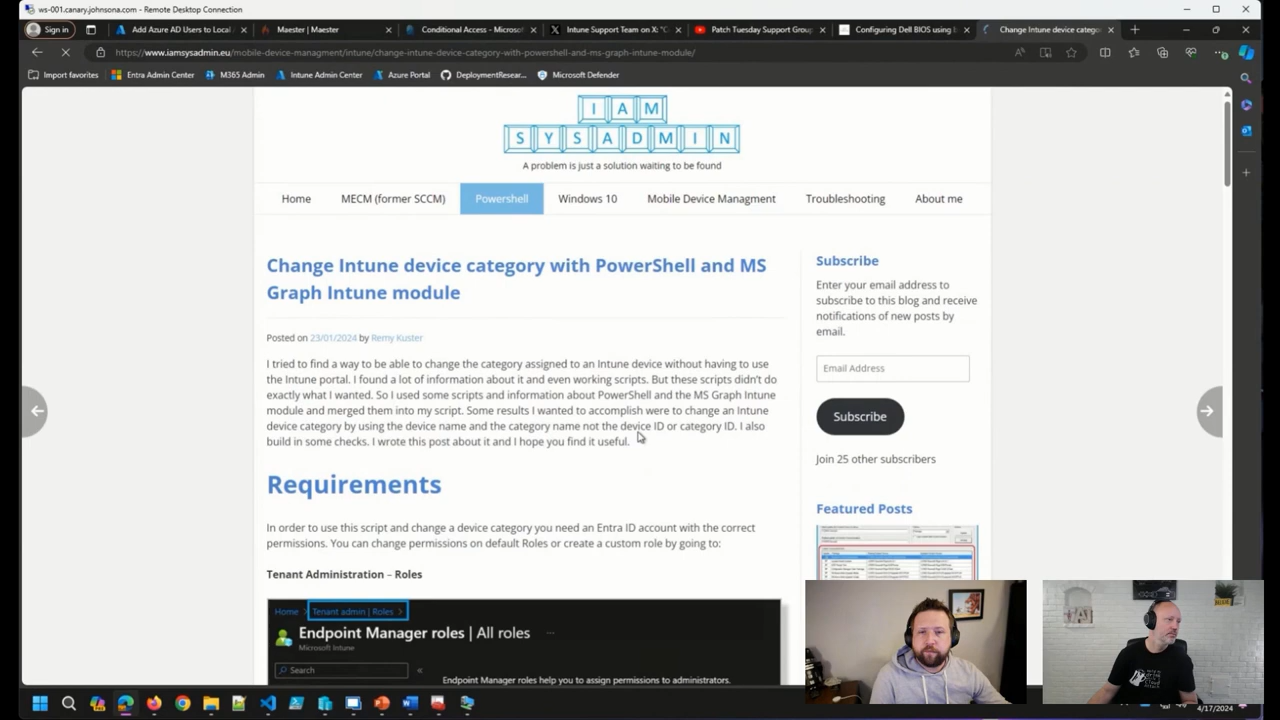 ws-001.canary.johnsona.com - Remote Desktop Connection
Sign in
Add Azure AD Users to Local
Maester | Maester
Conditional Access - Microsof
Intune Support Team on X: "C
Patch Tuesday Support Group
Configuring Dell BIOS using In
Change Intune device catego
https://www.iamsysadmin.eu/mobile-device-managment/intune/change-intune-device-category-with-powershell-and-ms-graph-intune-module/
Import favorites
Entra Admin Center
M365 Admin
Intune Admin Center
Azure Portal
DeploymentResear...
Microsoft Defender
I AM
SYSADMIN
A problem is just a solution waiting to be found
Home
MECM (former SCCM)
Powershell
Windows 10
Mobile Device Managment
Troubleshooting
About me
Change Intune device category with PowerShell and MS
Graph Intune module
Posted on 23/01/2024 by Remy Kuster
I tried to find a way to be able to change the category assigned to an Intune device without having to use
the Intune portal. I found a lot of information about it and even working scripts. But these scripts didn't do
exactly what I wanted. So I used some scripts and information about PowerShell and the MS Graph Intune
module and merged them into my script. Some results I wanted to accomplish were to change an Intune
device category by using the device name and the category name not the device ID or category ID. I also
build in some checks. I wrote this post about it and I hope you find it useful.
Requirements
In order to use this script and change a device category you need an Entra ID account with the correct
permissions. You can change permissions on default Roles or create a custom role by going to:
Tenant Administration – Roles
Home > Tenant admin | Roles >
Endpoint Manager roles | All roles ...
Microsoft Intune
Search
«
Endpoint Manager roles help you to assign permissions to administrators.
Subscribe
Enter your email address to
subscribe to this blog and receive
notifications of new posts by
email.
Email Address
Subscribe
Join 25 other subscribers
Featured Posts
4/17/2024